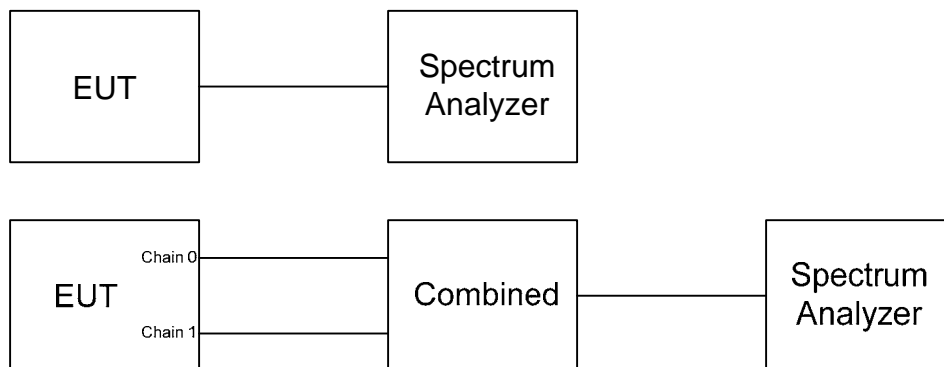 EUT
Spectrum
Analyzer
Chain 0
EUT
Combined
Chain 1
Spectrum
Analyzer